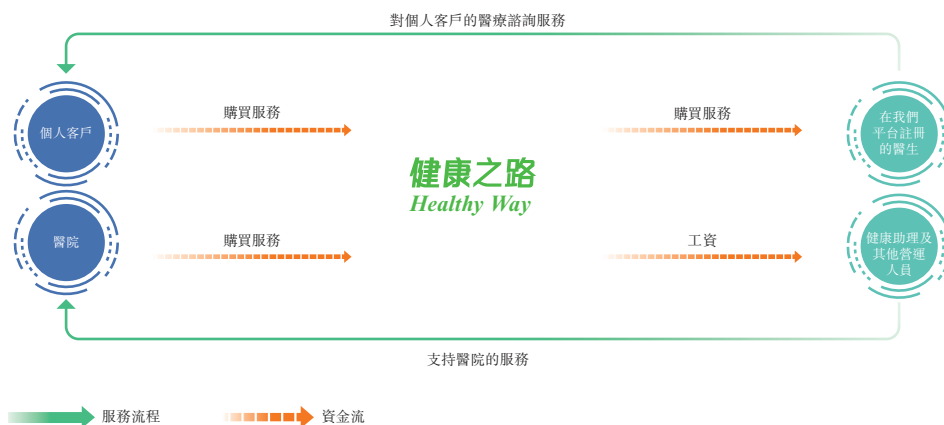 對個人客戶的醫療諮詢服務
個人客戶
購買服務
購買服務
在我們
平台註冊
的醫生
健康之路
Healthy Way
醫院
購買服務
工資
健康助理及
其他營運
人員
支持醫院的服務
服務流程
資金流